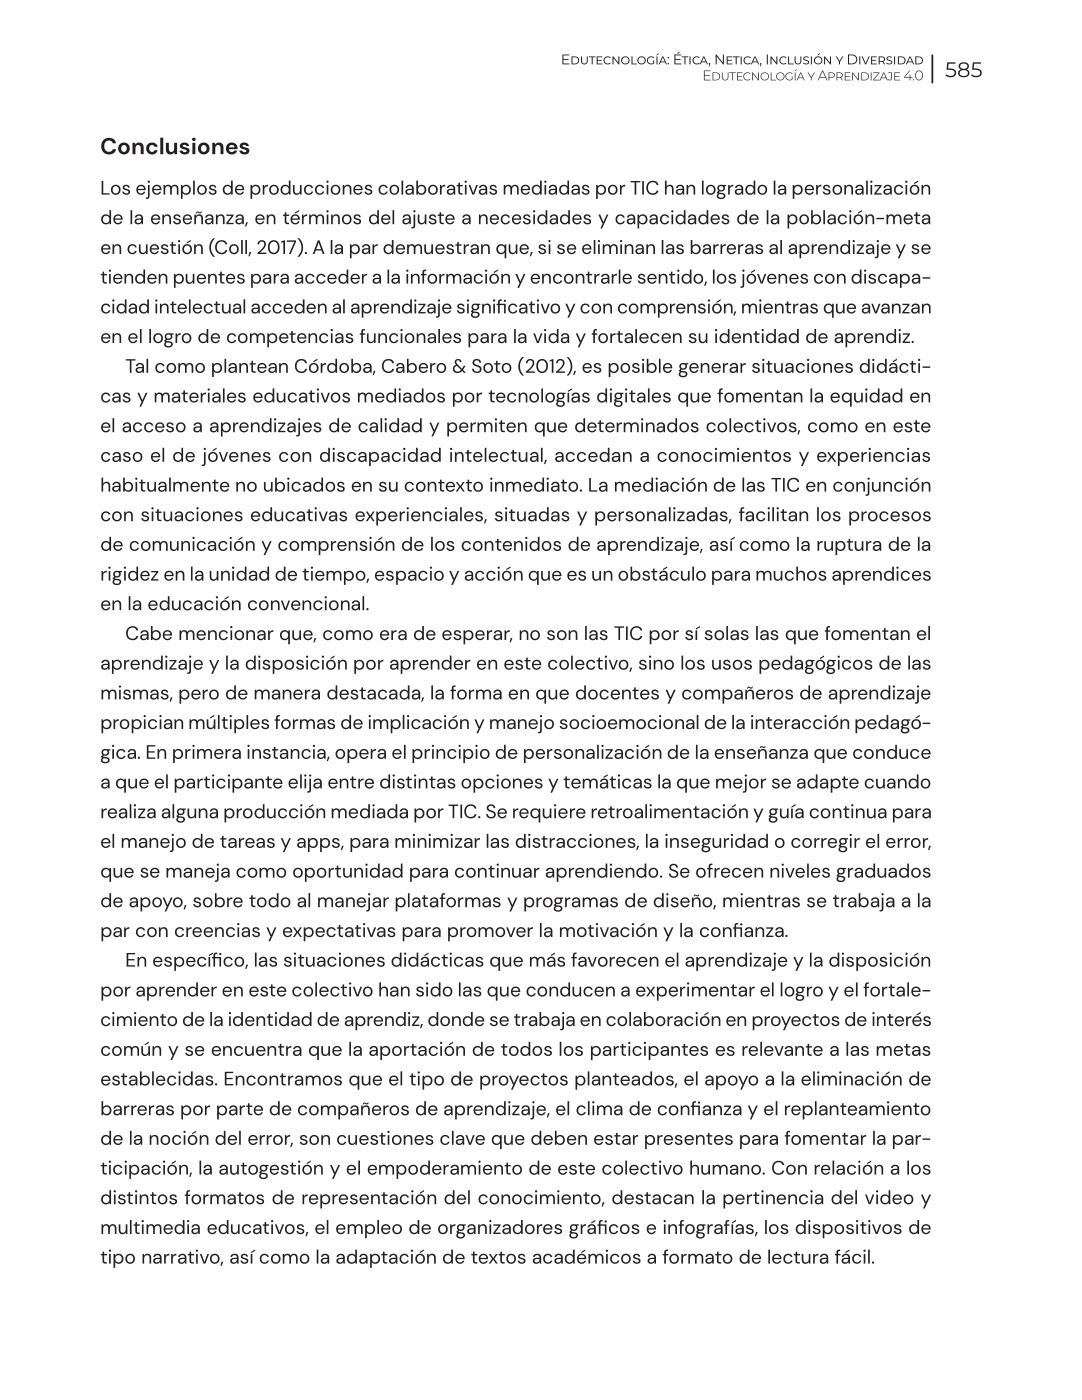 Edutecnología: Ética, Netica, Inclusión y Diversidad
Edutecnología y Aprendizaje 4.0
585
Conclusiones
Los ejemplos de producciones colaborativas mediadas por TIC han logrado la personalización
de la enseñanza, en términos del ajuste a necesidades y capacidades de la población-meta
en cuestión (Coll, 2017). A la par demuestran que, si se eliminan las barreras al aprendizaje y se
tienden puentes para acceder a la información y encontrarle sentido, los jóvenes con discapa-
cidad intelectual acceden al aprendizaje significativo y con comprensión, mientras que avanzan
en el logro de competencias funcionales para la vida y fortalecen su identidad de aprendiz.
Tal como plantean Córdoba, Cabero & Soto (2012), es posible generar situaciones didácti-
cas y materiales educativos mediados por tecnologías digitales que fomentan la equidad en
el acceso a aprendizajes de calidad y permiten que determinados colectivos, como en este
caso el de jóvenes con discapacidad intelectual, accedan a conocimientos y experiencias
habitualmente no ubicados en su contexto inmediato. La mediación de las TIC en conjunción
con situaciones educativas experienciales, situadas y personalizadas, facilitan los procesos
de comunicación y comprensión de los contenidos de aprendizaje, así como la ruptura de la
rigidez en la unidad de tiempo, espacio y acción que es un obstáculo para muchos aprendices
en la educación convencional.
Cabe mencionar que, como era de esperar, no son las TIC por sí solas las que fomentan el
aprendizaje y la disposición por aprender en este colectivo, sino los usos pedagógicos de las
mismas, pero de manera destacada, la forma en que docentes y compañeros de aprendizaje
propician múltiples formas de implicación y manejo socioemocional de la interacción pedagó-
gica. En primera instancia, opera el principio de personalización de la enseñanza que conduce
a que el participante elija entre distintas opciones y temáticas la que mejor se adapte cuando
realiza alguna producción mediada por TIC. Se requiere retroalimentación y guía continua para
el manejo de tareas y apps, para minimizar las distracciones, la inseguridad o corregir el error,
que se maneja como oportunidad para continuar aprendiendo. Se ofrecen niveles graduados
de apoyo, sobre todo al manejar plataformas y programas de diseño, mientras se trabaja a la
par con creencias y expectativas para promover la motivación y la confianza.
En específico, las situaciones didácticas que más favorecen el aprendizaje y la disposición
por aprender en este colectivo han sido las que conducen a experimentar el logro y el fortale-
cimiento de la identidad de aprendiz, donde se trabaja en colaboración en proyectos de interés
común y se encuentra que la aportación de todos los participantes es relevante a las metas
establecidas. Encontramos que el tipo de proyectos planteados, el apoyo a la eliminación de
barreras por parte de compañeros de aprendizaje, el clima de confianza y el replanteamiento
de la noción del error, son cuestiones clave que deben estar presentes para fomentar la par-
ticipación, la autogestión y el empoderamiento de este colectivo humano. Con relación a los
distintos formatos de representación del conocimiento, destacan la pertinencia del video y
multimedia educativos, el empleo de organizadores gráficos e infografías, los dispositivos de
tipo narrativo, así como la adaptación de textos académicos a formato de lectura fácil.